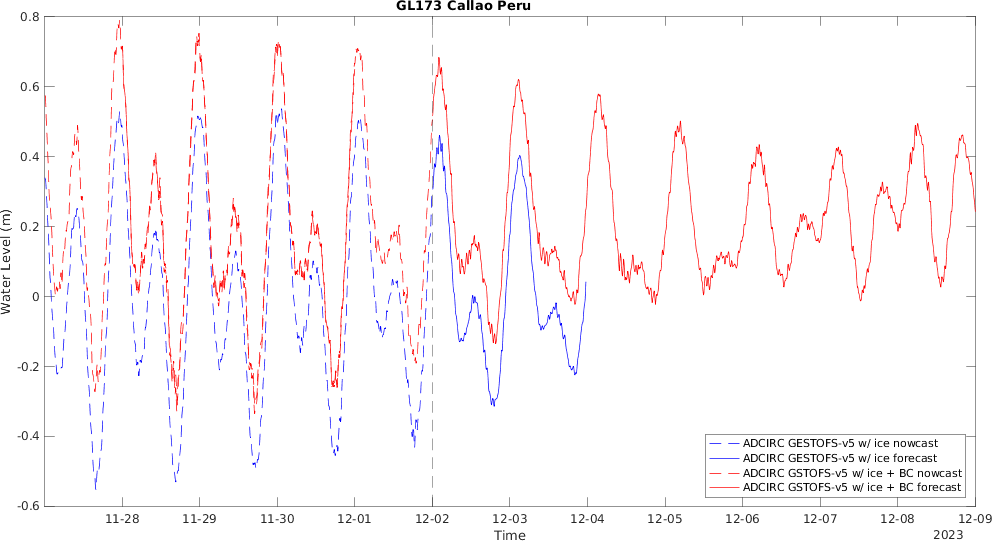 GL173 Callao Peru
Water Level (m)
0.8
0.6
0.4
0.2
0
-0.2
-0.4
-0.6
ADCIRC GESTOFS-v5 w/ ice nowcast
ADCIRC GESTOFS-v5 w/ ice forecast
ADCIRC GSTOFS-v5 w/ ice + BC nowcast
ADCIRC GSTOFS-v5 w/ ice + BC forecast
11-28 11-29 11-30 12-01 12-02 12-03 12-04 12-05 12-06 12-07 12-08 12-09
Time
2023